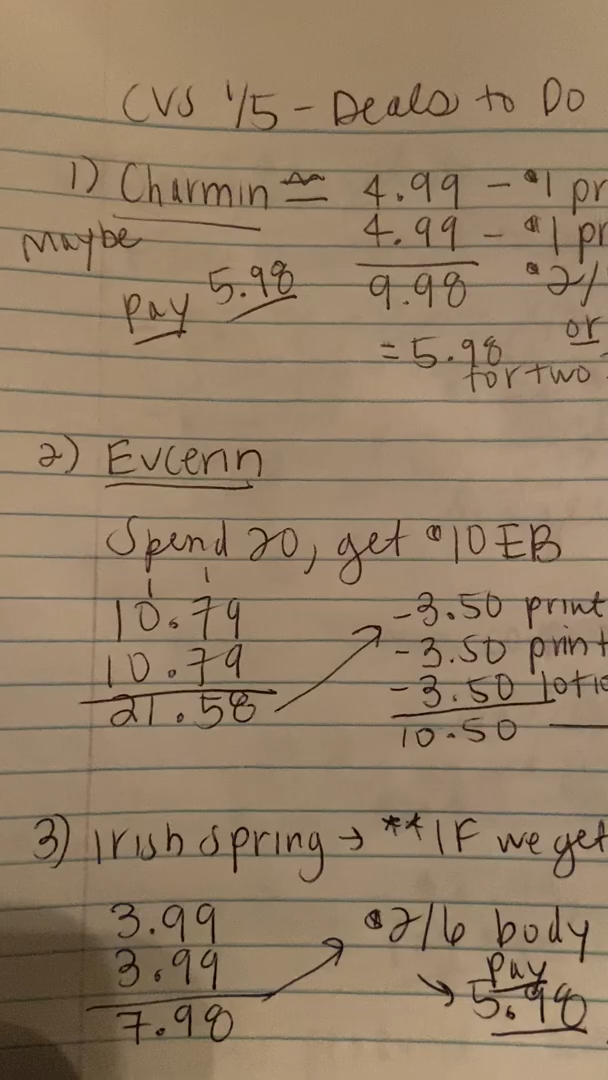 CVS 1/5 - Deals to Do
1) Charmin = 4.99 - $1 pr
Maybe 4.99 - $1 pr
pay 5.98 9.98 $2/
= 5.98 or
for two
2) Evcerin
Spend 20, get $10 EB
10.79 -3.50 print
10.79 -3.50 print
21.58 -3.50 lotio
10.50
3) Irish Spring → **IF we get
3.99 $2/6 body
3.99 pay
7.98 → 5.98